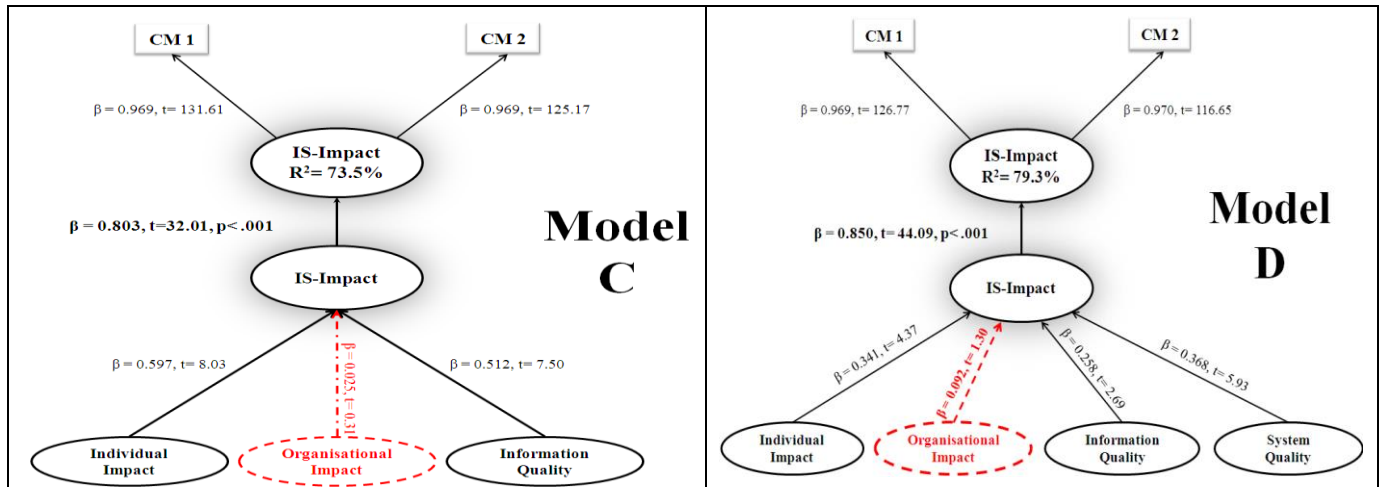 CM 1
CM 2
β = 0.969, t= 131.61
β = 0.969, t= 125.17
IS-Impact
R²= 73.5%
β = 0.803, t=32.01, p< .001
Model
C
IS-Impact
β = 0.597, t= 8.03
β = 0.025, t= 0.31
β = 0.512, t= 7.50
Individual
Impact
Organisational
Impact
Information
Quality
CM 1
CM 2
β = 0.969, t= 126.77
β = 0.970, t= 116.65
IS-Impact
R²= 79.3%
β = 0.850, t= 44.09, p<.001
Model
D
IS-Impact
β = 0.341, t= 4.37
β = 0.092, t= 1.30
β = 0.258, t= 2.69
β = 0.368, t= 5.93
Individual
Impact
Organisational
Impact
Information
Quality
System
Quality